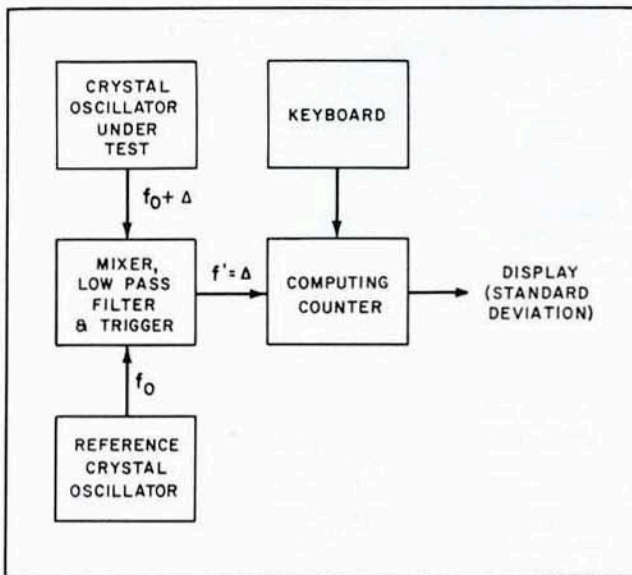 CRYSTAL
OSCILLATOR
UNDER
TEST
KEYBOARD
f₀ + Δ
MIXER,
LOW PASS
FILTER
& TRIGGER
f' = Δ
COMPUTING
COUNTER
DISPLAY
(STANDARD
DEVIATION)
f₀
REFERENCE
CRYSTAL
OSCILLATOR